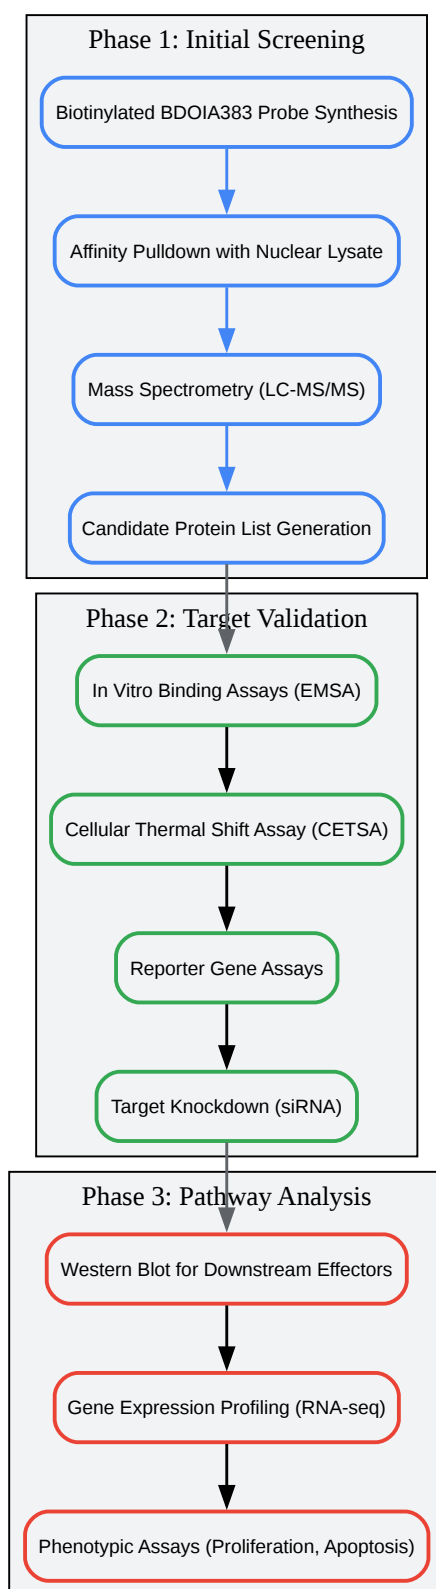 Phase 1: Initial Screening
Biotinylated BDOIA383 Probe Synthesis
Affinity Pulldown with Nuclear Lysate
Mass Spectrometry (LC-MS/MS)
Candidate Protein List Generation
Phase 2: Target Validation
In Vitro Binding Assays (EMSA)
Cellular Thermal Shift Assay (CETSA)
Reporter Gene Assays
Target Knockdown (siRNA)
Phase 3: Pathway Analysis
Western Blot for Downstream Effectors
Gene Expression Profiling (RNA-seq)
Phenotypic Assays (Proliferation, Apoptosis)